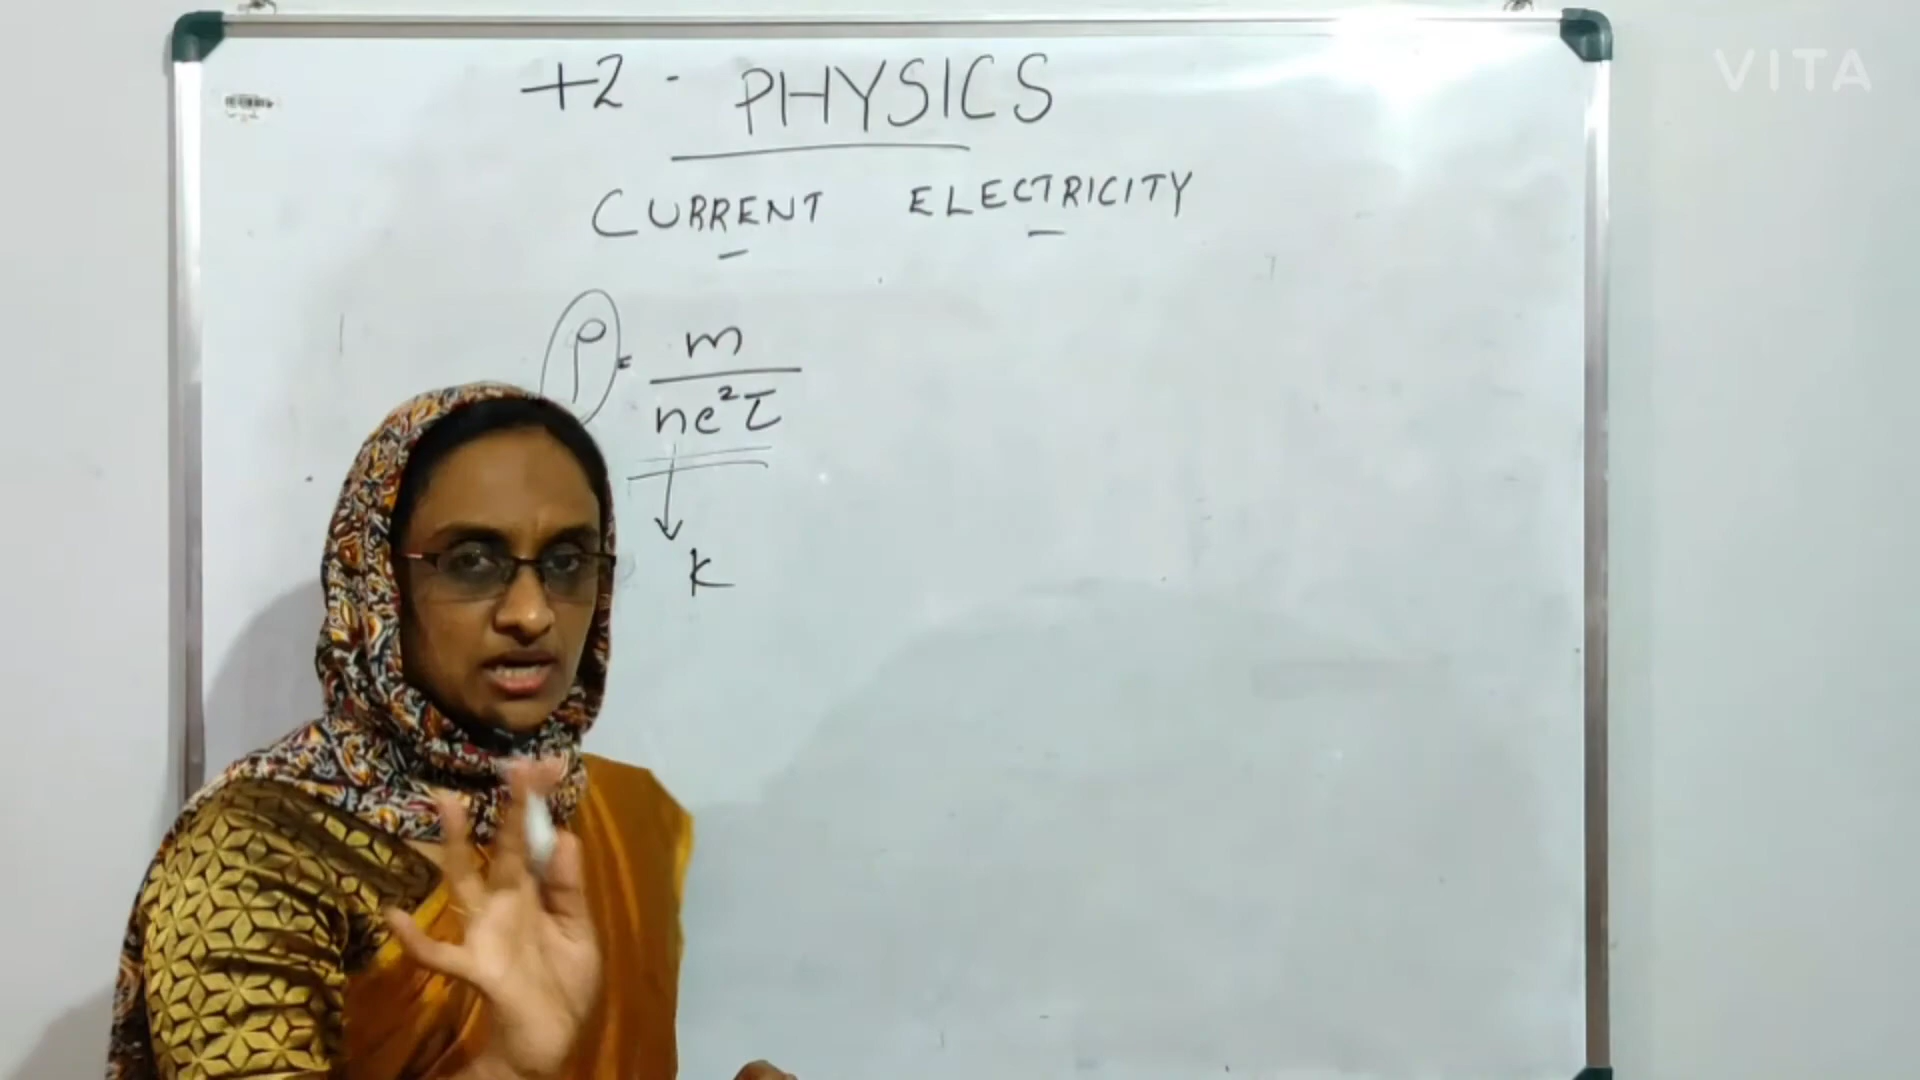 VITA
+2 - PHYSICS
CURRENT ELECTRICITY
ρ = m
ne²τ
k